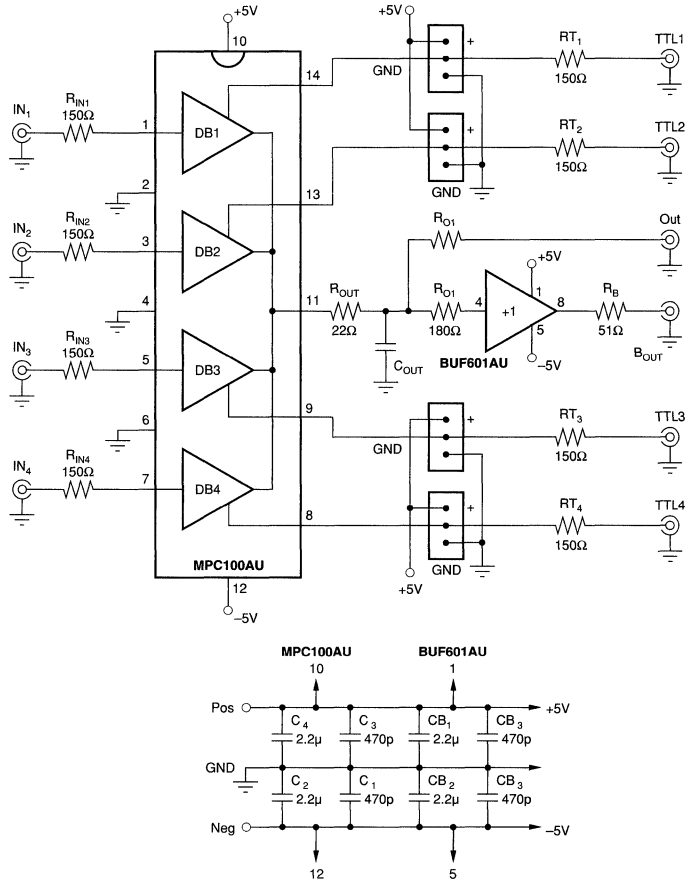 +5V
10
+5V
14
+
GND
RT1
150Ω
TTL1
IN1
RIN1
150Ω
1
DB1
+
RT2
150Ω
TTL2
2
13
GND
IN2
RIN2
150Ω
3
DB2
RO1
Out
+5V
4
11
ROUT
22Ω
RO1
180Ω
4
+1
1
8
RB
51Ω
5
COUT
BUF601AU
–5V
BOUT
IN3
RIN3
150Ω
5
DB3
9
+
GND
RT3
150Ω
TTL3
6
IN4
RIN4
150Ω
7
DB4
8
+
RT4
150Ω
TTL4
MPC100AU
GND
12
+5V
–5V
MPC100AU
BUF601AU
10
1
Pos
+5V
C4
2.2µ
C3
470p
CB1
2.2µ
CB3
470p
GND
C2
2.2µ
C1
470p
CB2
2.2µ
CB3
470p
Neg
–5V
12
5